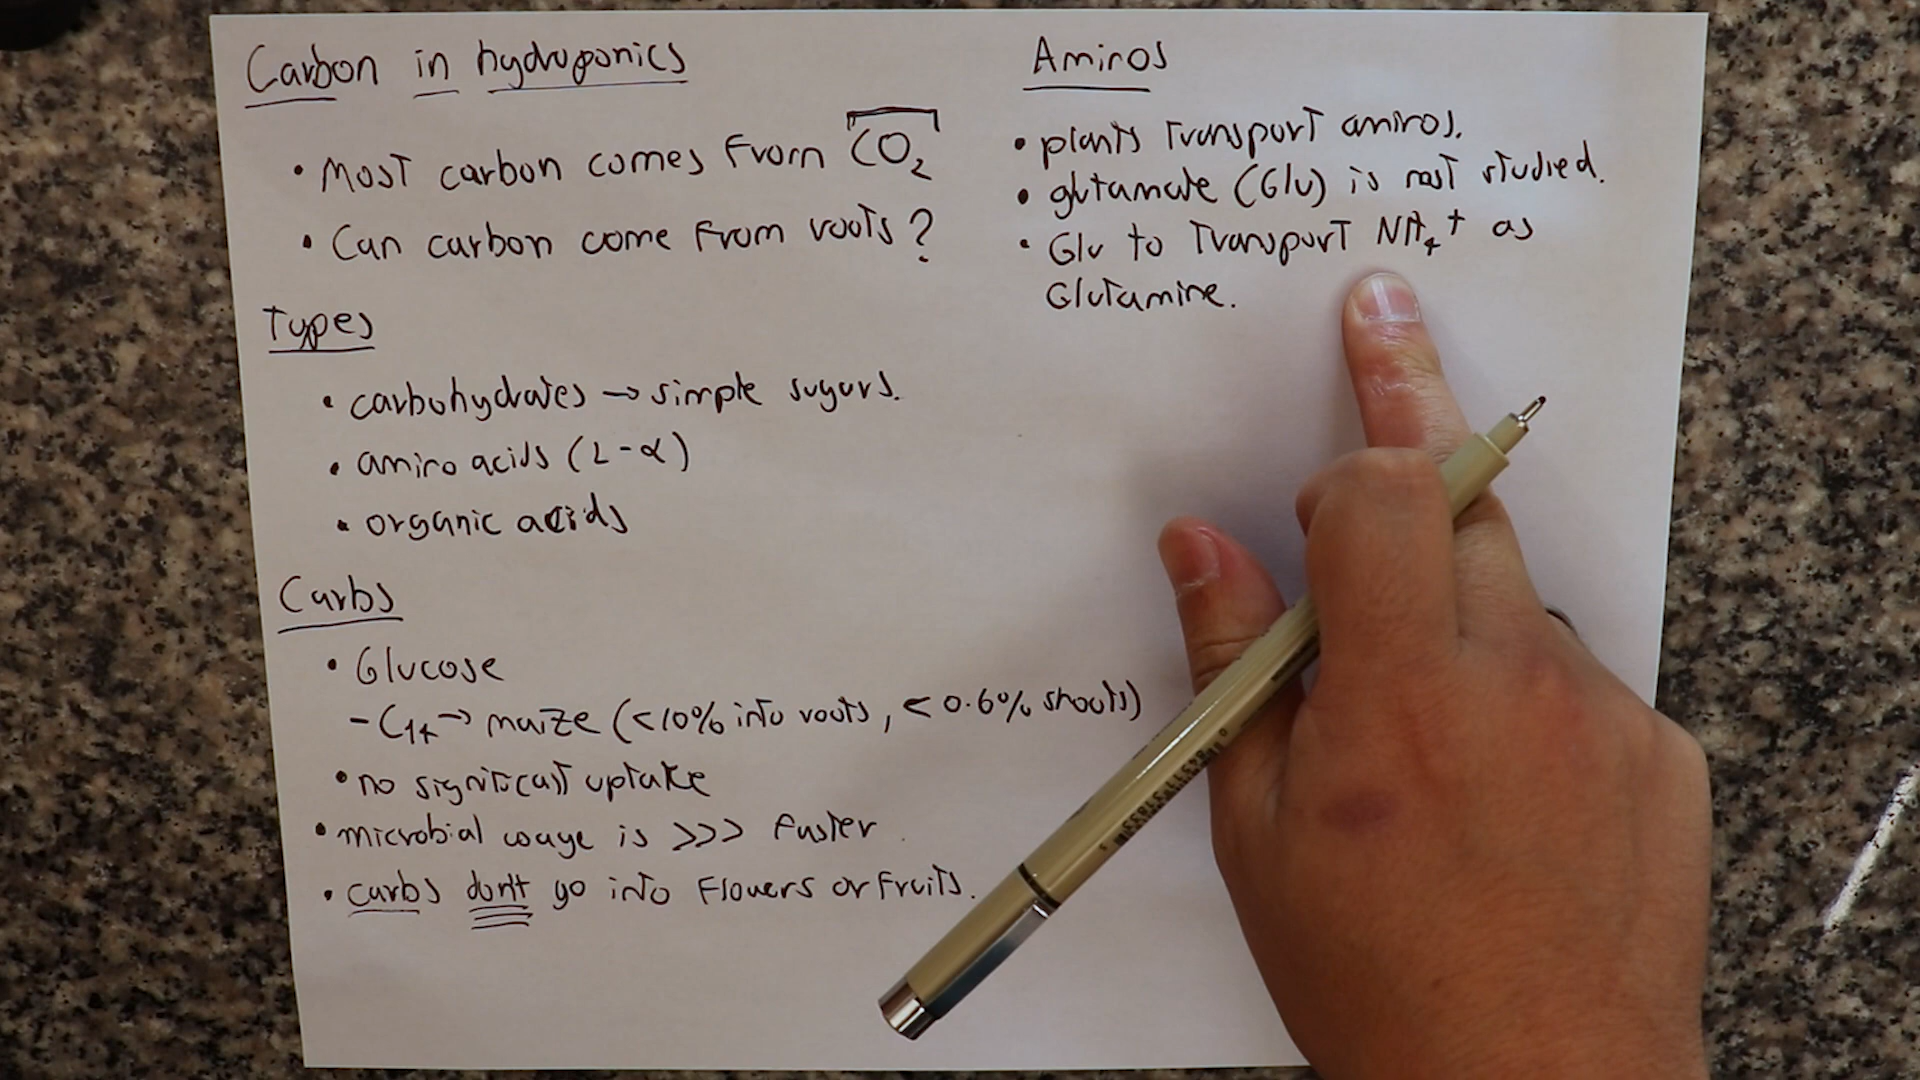 Carbon in hydroponics
• Most carbon comes from CO2
• Can carbon come from roots?
Types
• carbohydrates → simple sugars.
• amino acids (L-α)
• organic acids
Carbs
• Glucose
- C14 → maize (<10% into roots, < 0.6% shoots)
• no significant uptake
• microbial usage is >>> faster
• carbs don't go into flowers or fruits.
Aminos
• plants transport aminos.
• glutamate (Glu) is most studied.
• Glu to transport NH4+ as
Glutamine.